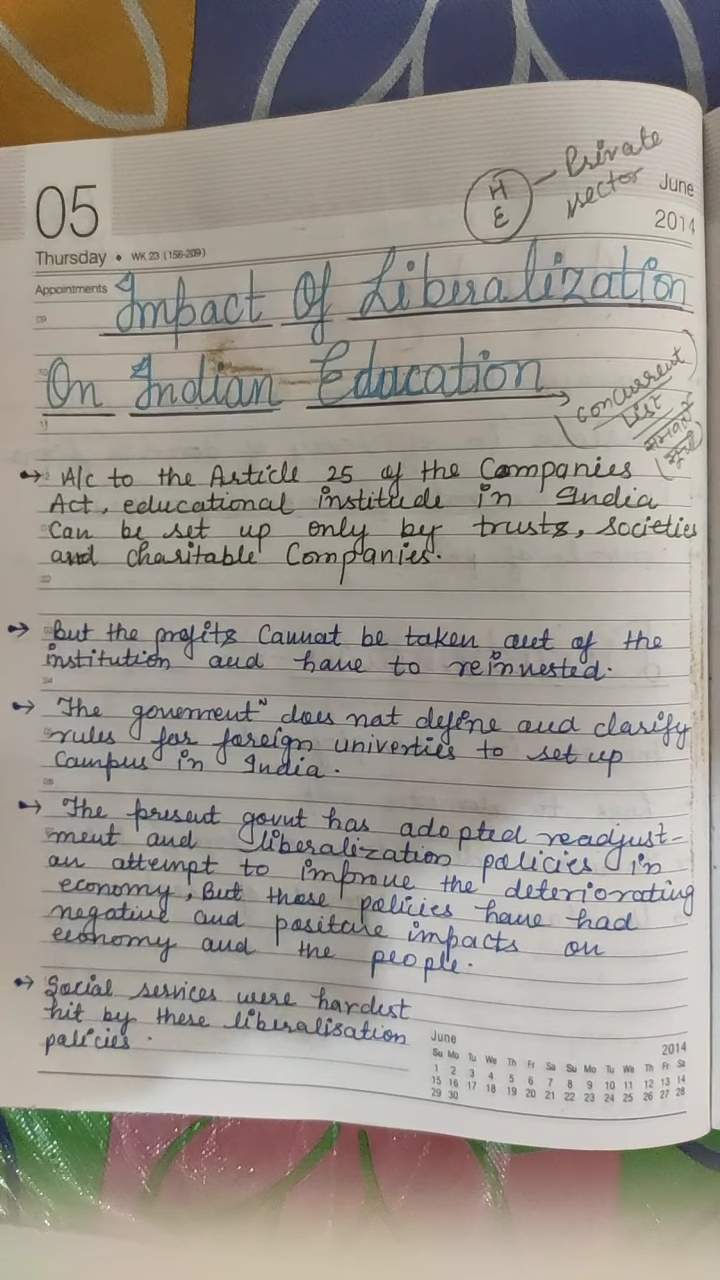 05
Thursday • WK 23 (156-209)
H
E
— Private
sector
June
2014
Appointments
Impact Of Liberalization
On Indian Education →
concurrent
List
समवर्ती
सूची
→ A/c to the Article 25 of the Companies
Act, educational institude in India
Can be set up only by trusts, societies
and charitable Companies.
→ But the profits Cannot be taken out of the
institution and have to reinvested.
→ The govermentⁿ does not define and clarify
rules for foreign univerties to set up
Campus in India.
→ The present govnt has adopted readjust-
ment and liberalization policies in
an attempt to improve the deteriorating
economy, But these policies have had
negative and positive impacts on
economy and the people.
→ Social services were hardest
hit by these liberalisation
policies.
June
2014
Su Mo Tu We Th Fr Sa Su Mo Tu We Th Fr Sa
1 2 3 4 5 6 7 8 9 10 11 12 13 14
15 16 17 18 19 20 21 22 23 24 25 26 27 28
29 30